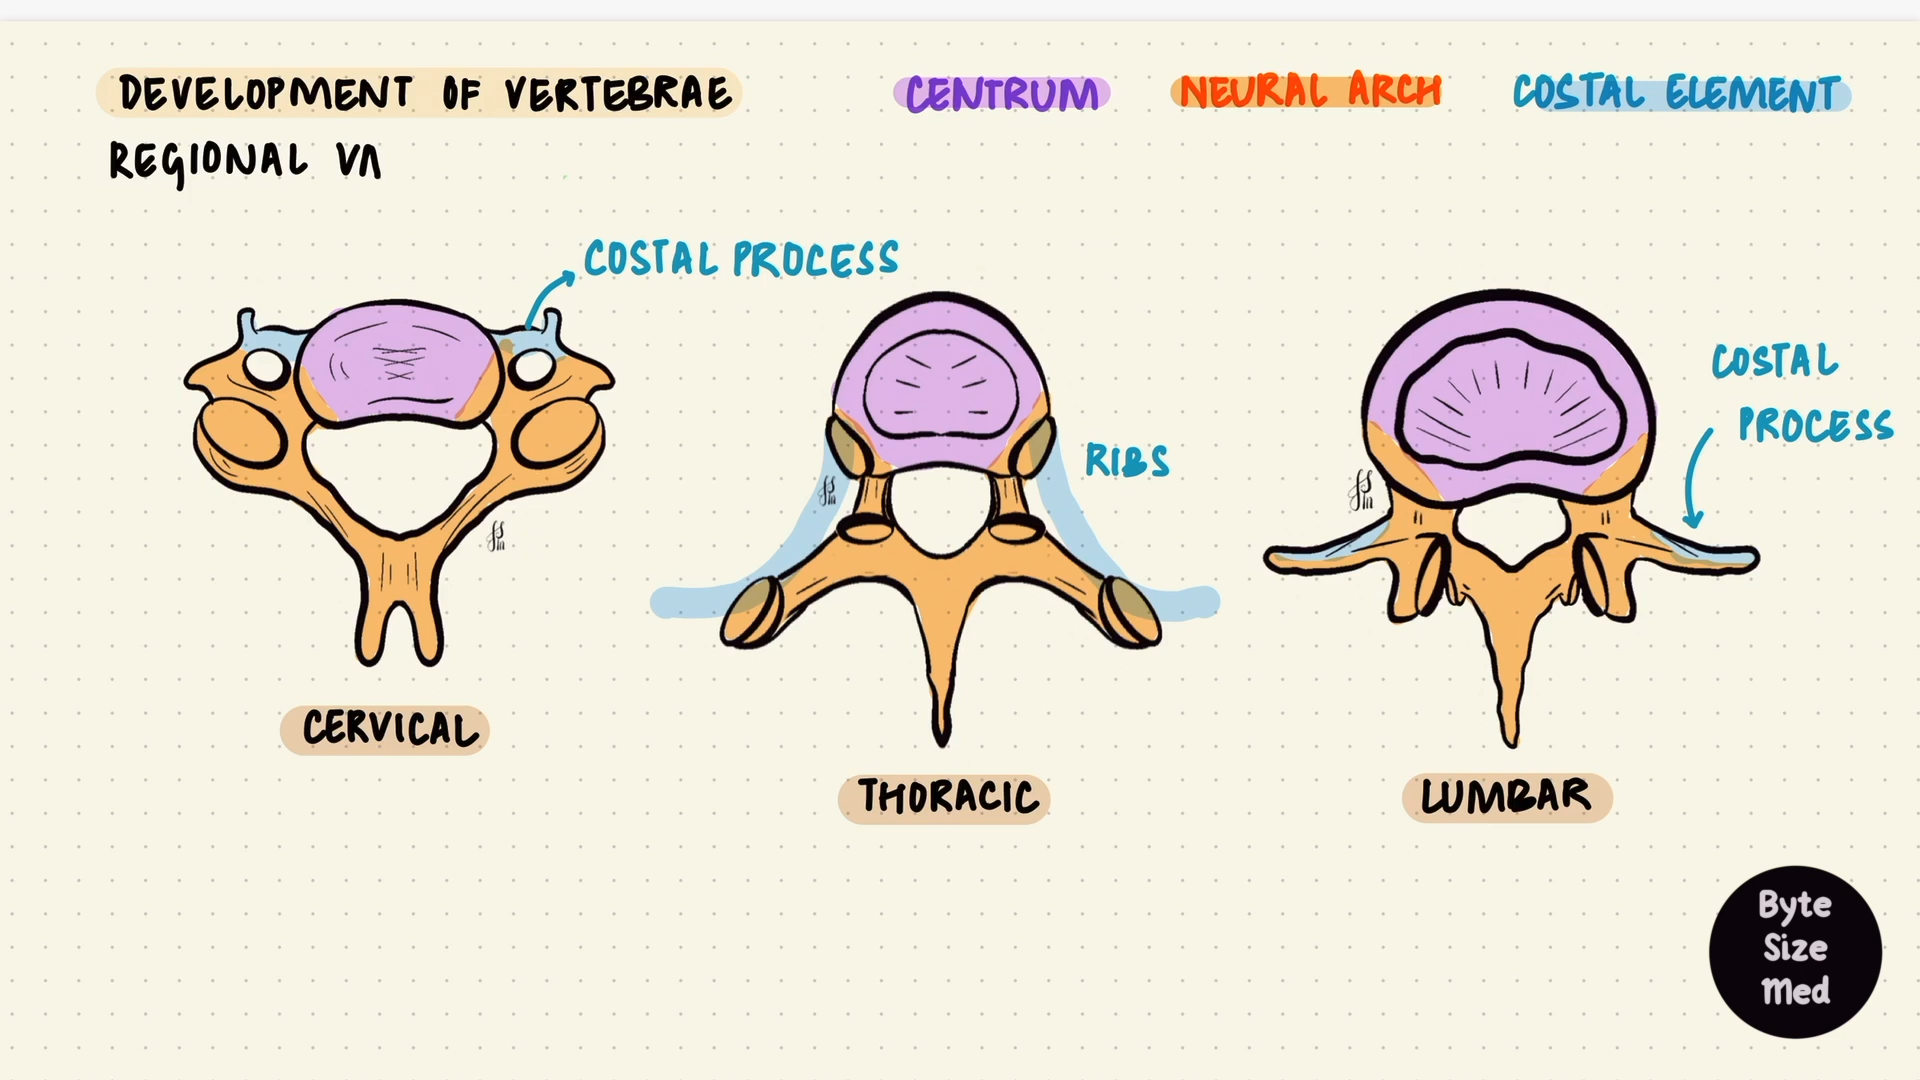 DEVELOPMENT OF VERTEBRAE
CENTRUM
NEURAL ARCH
COSTAL ELEMENT
REGIONAL VA
COSTAL PROCESS
RIBS
COSTAL
PROCESS
CERVICAL
THORACIC
LUMBAR
Byte
Size
Med